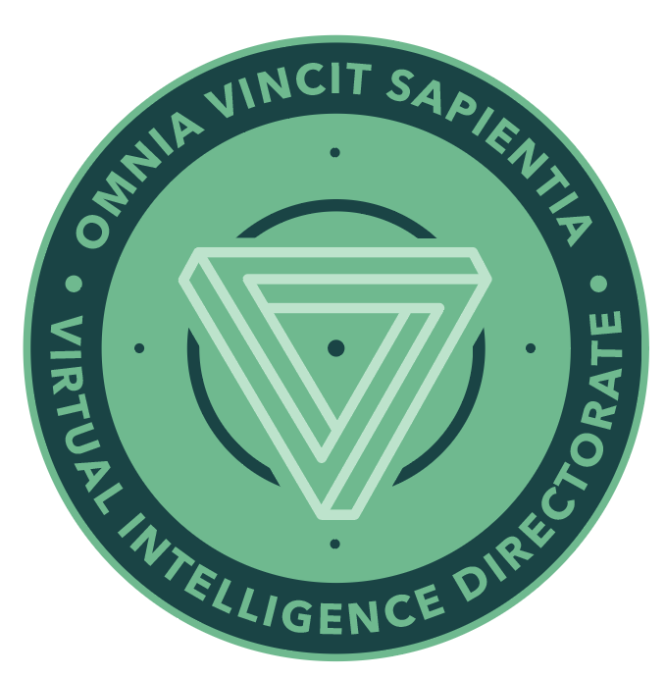 OMNIA VINCIT SAPIENTIA
VIRTUAL INTELLIGENCE DIRECTORATE